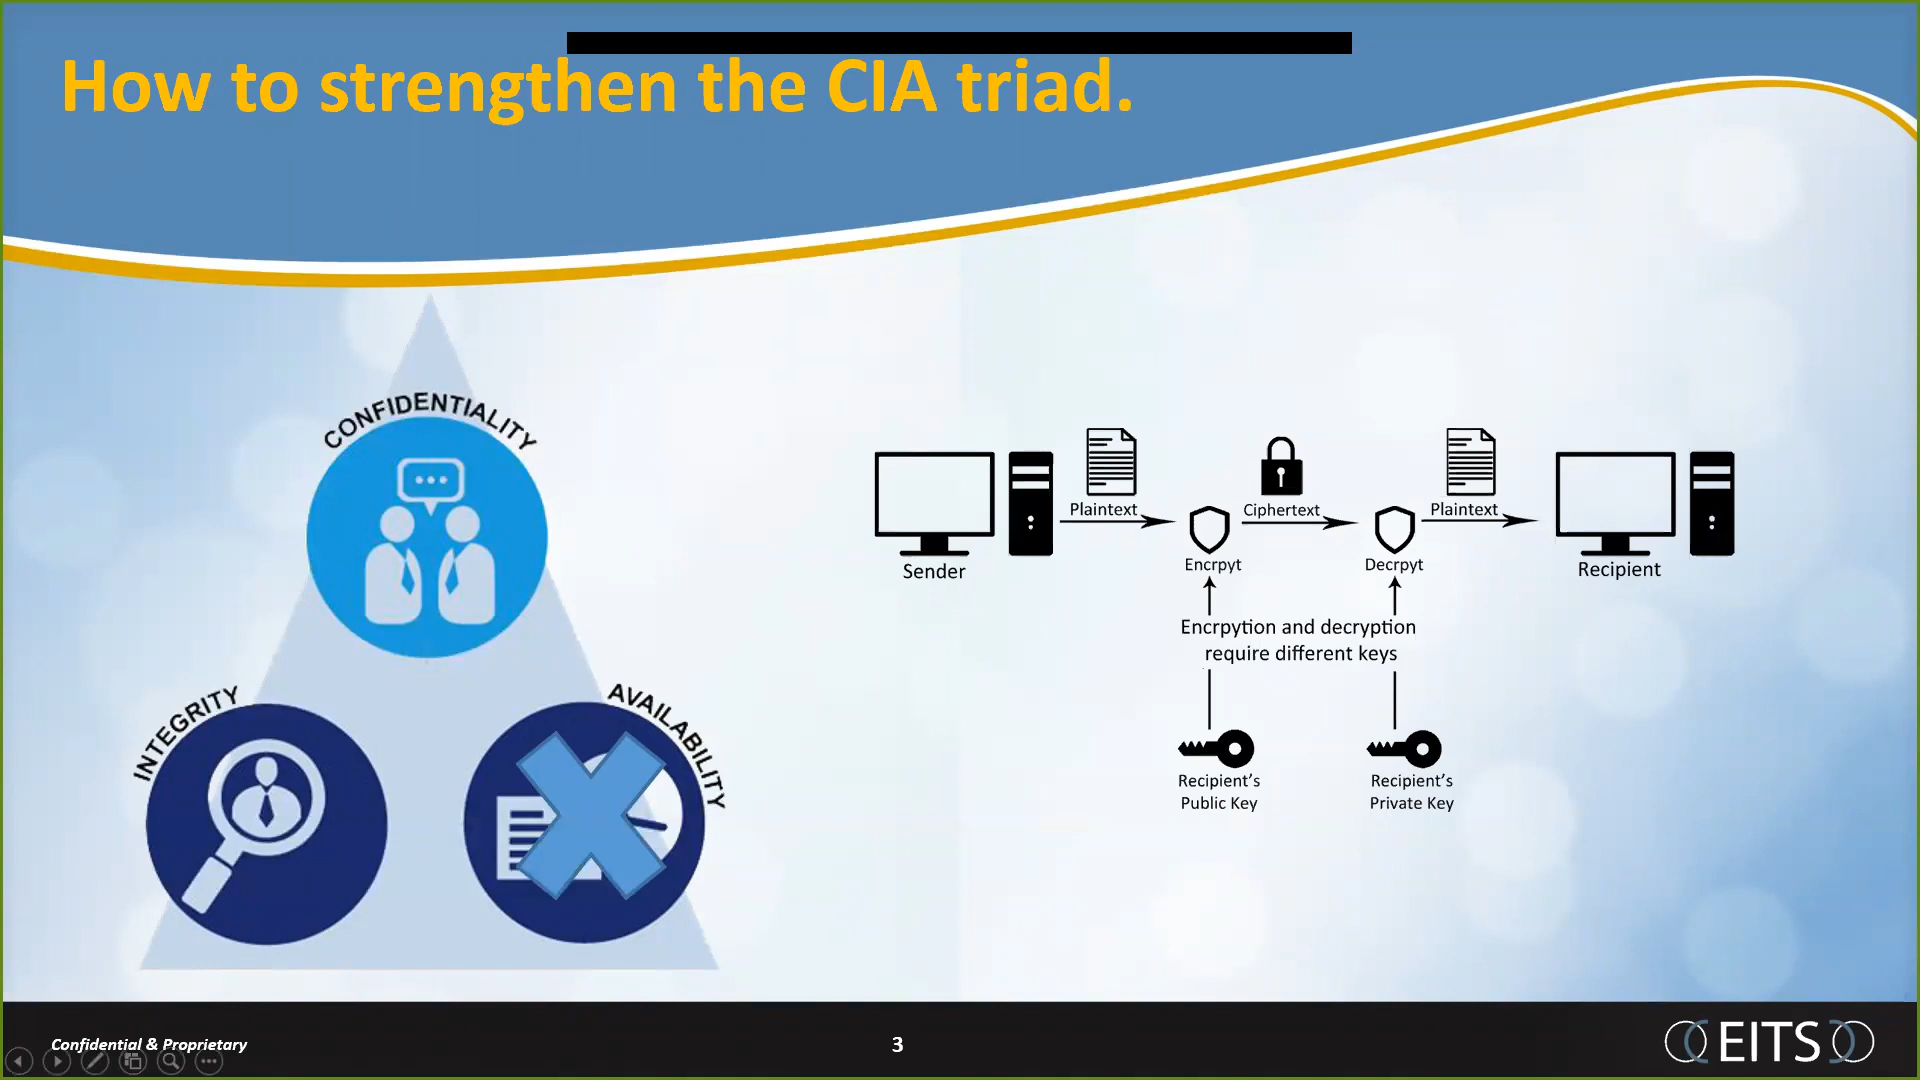 How to strengthen the CIA triad.
CONFIDENTIALITY
INTEGRITY
AVAILABILITY
Sender
Plaintext
Encrpyt
Ciphertext
Decrpyt
Plaintext
Recipient
Encrpytion and decryption
require different keys
Recipient's
Public Key
Recipient's
Private Key
Confidential & Proprietary
3
EITS